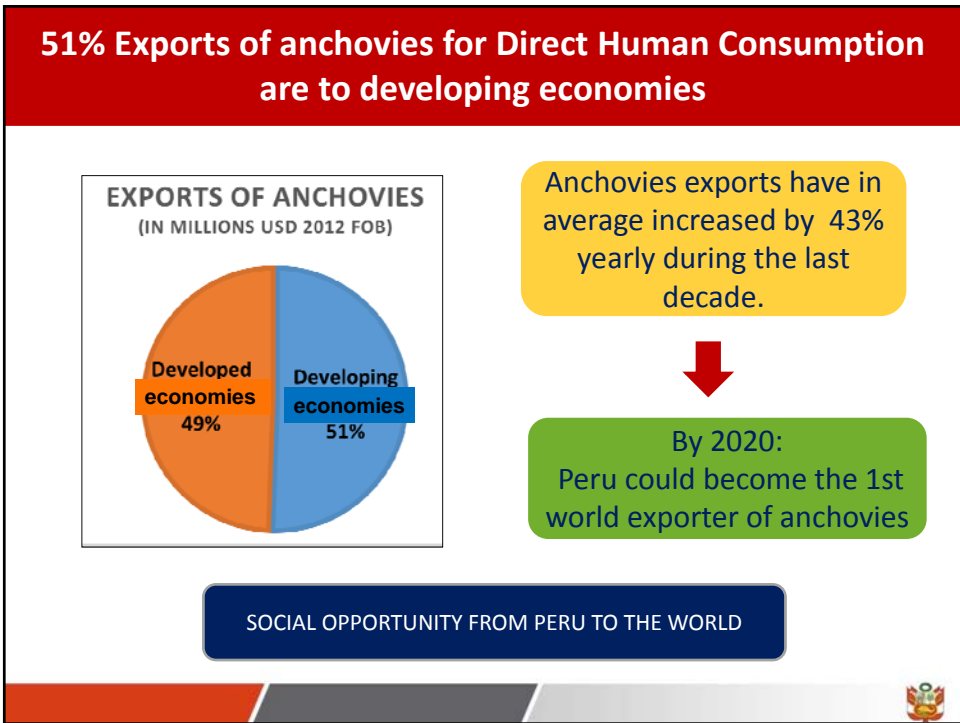 51% Exports of anchovies for Direct Human Consumption
are to developing economies
EXPORTS OF ANCHOVIES
(IN MILLIONS USD 2012 FOB)
Developed
economies
49%
Developing
economies
51%
Anchovies exports have in
average increased by 43%
yearly during the last
decade.
By 2020:
Peru could become the 1st
world exporter of anchovies
SOCIAL OPPORTUNITY FROM PERU TO THE WORLD